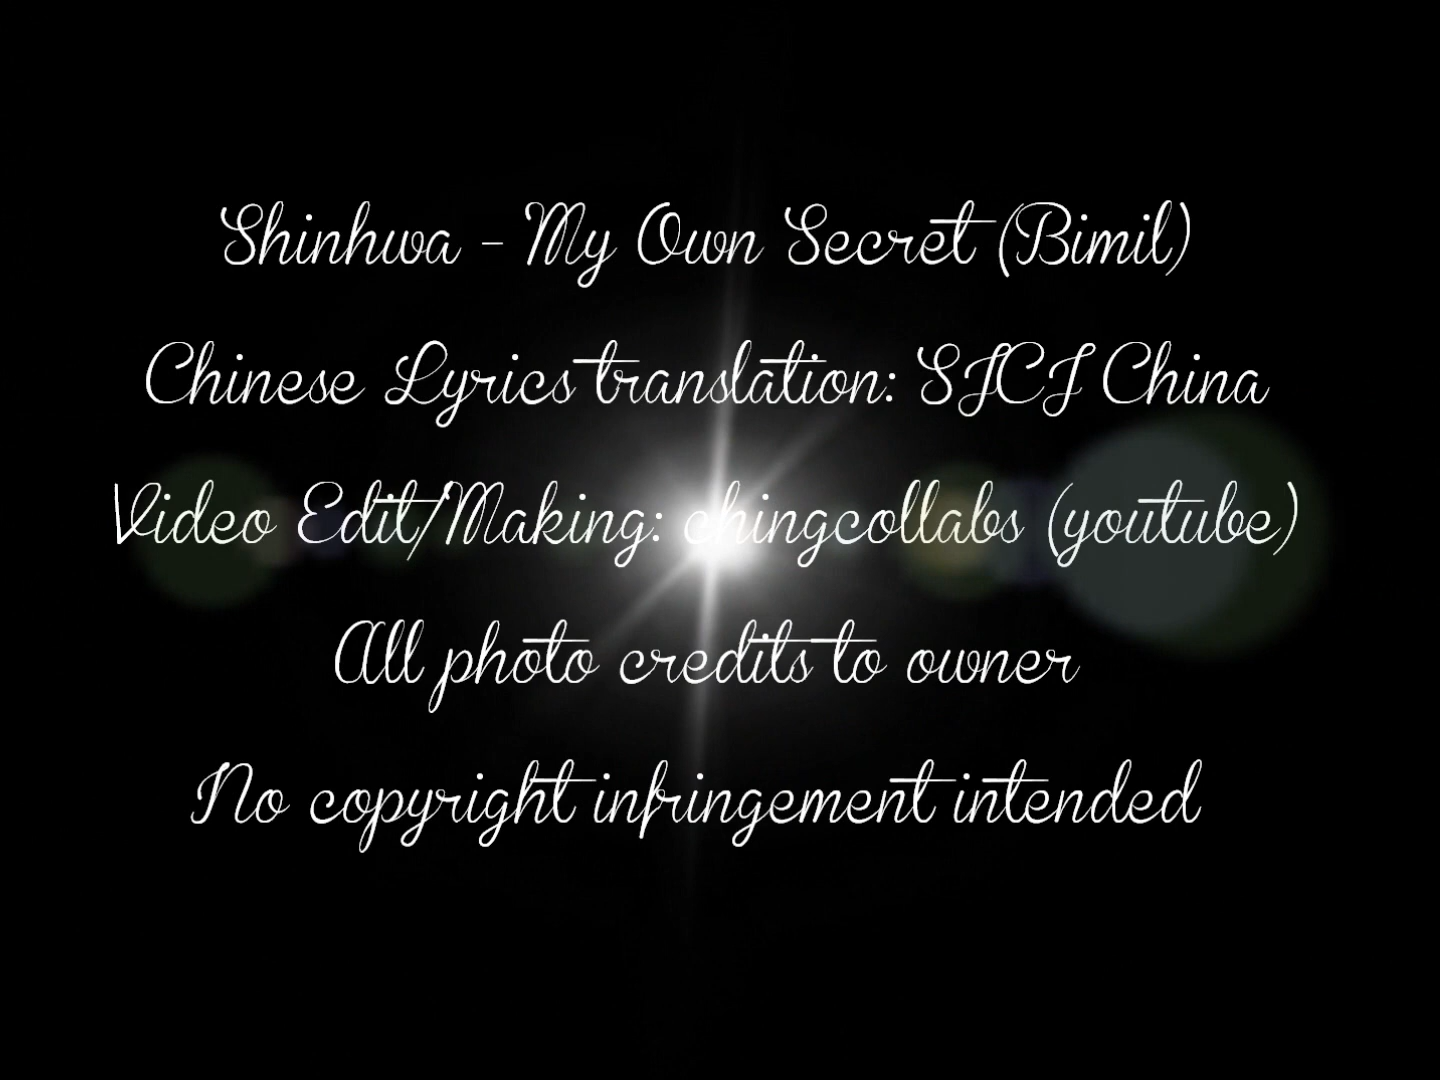 Shinhwa - My Own Secret (Bimil)
Chinese Lyrics translation: SJCJ China
Video Edit/Making: chingcollabs (youtube)
All photo credits to owner
No copyright infringement intended